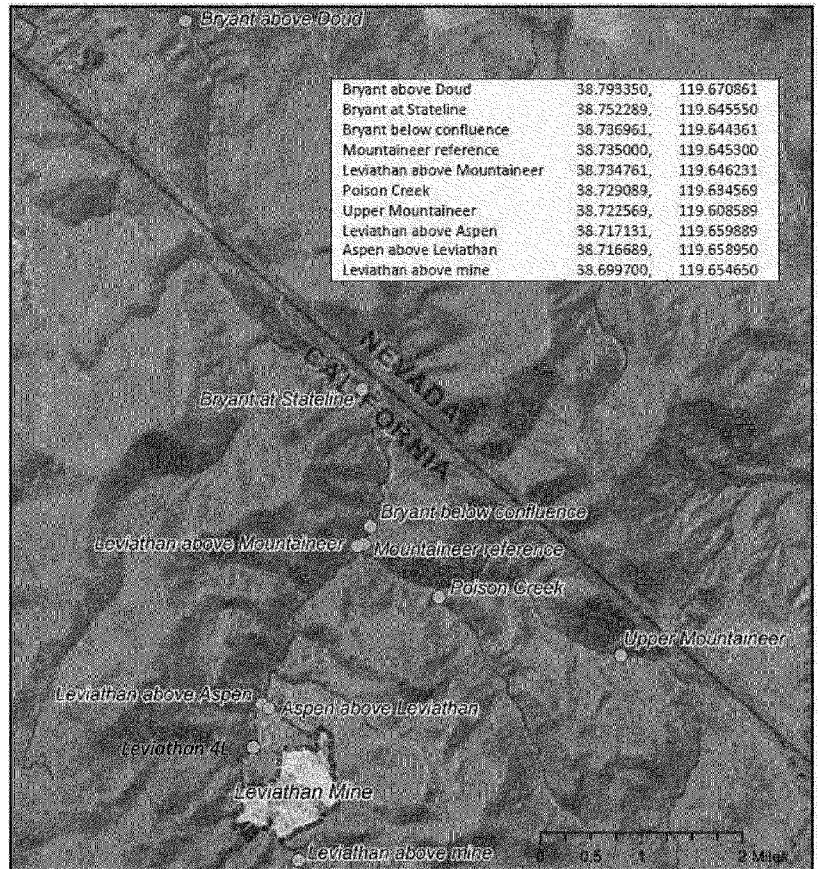 Bryant above Doud
Bryant above Doud 38.793350, 119.670861
Bryant at Stateline 38.752289, 119.645550
Bryant below confluence 38.736961, 119.644361
Mountaineer reference 38.735000, 119.645300
Leviathan above Mountaineer 38.734761, 119.646231
Poison Creek 38.729089, 119.634569
Upper Mountaineer 38.722569, 119.608589
Leviathan above Aspen 38.717131, 119.659889
Aspen above Leviathan 38.716689, 119.658950
Leviathan above mine 38.699700, 119.654650
NEVADA
CALIFORNIA
Bryant at Stateline
Bryant below confluence
Leviathan above Mountaineer
Mountaineer reference
Poison Creek
Upper Mountaineer
Leviathan above Aspen
Aspen above Leviathan
Leviathan 4L
Leviathan Mine
Leviathan above mine
0 0.5 1 2 Miles